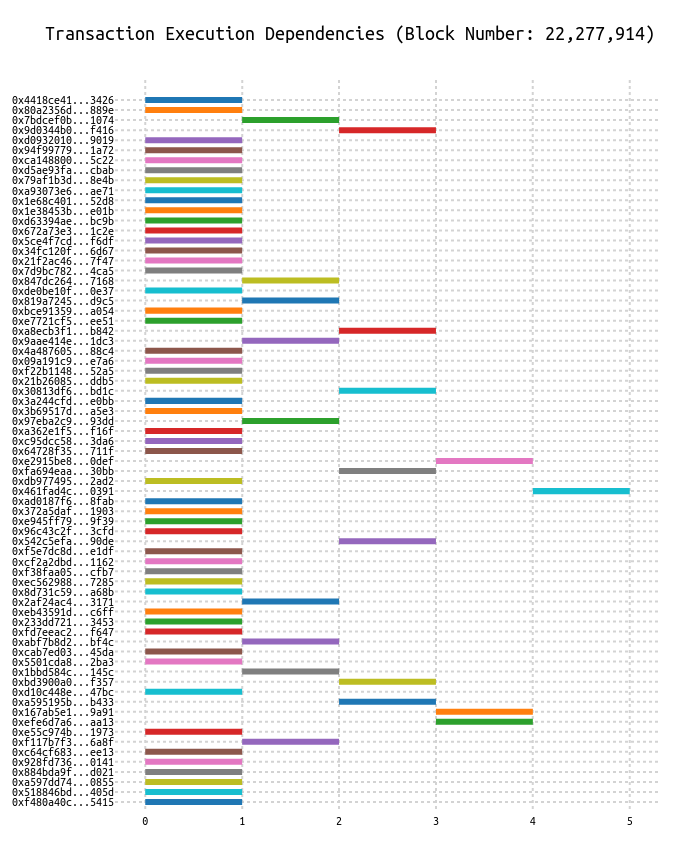 Transaction Execution Dependencies (Block Number: 22,277,914)
0x4418ce41...3426
0x80a2356d...889e
0x7bdcef0b...1074
0x9d0344b0...f416
0xd0932010...9019
0x94f99779...1a72
0xca148800...5c22
0xd5ae93fa...cbab
0x79af1b3d...8e4b
0xa93073e6...ae71
0x1e68c401...52d8
0x1e38453b...e01b
0xd63394ae...bc9b
0x672a73e3...1c2e
0x5ce4f7cd...f6df
0x34fc120f...6d67
0x21f2ac46...7f47
0x7d9bc782...4ca5
0x847dc264...7168
0xde0be10f...0e37
0x819a7245...d9c5
0xbce91359...a054
0xe7721cf5...ee51
0xa8ecb3f1...b842
0x9aae414e...1dc3
0x4a487605...88c4
0x09a191c9...e7a6
0xf22b1148...52a5
0x21b26085...ddb5
0x30813df6...bd1c
0x3a244cfd...e0bb
0x3b69517d...a5e3
0x97eba2c9...93dd
0xa362e1f5...f16f
0xc95dcc58...3da6
0x64728f35...711f
0xe2915be8...0def
0xfa694eaa...30bb
0xdb977495...2ad2
0x461fad4c...0391
0xad0187f6...8fab
0x372a5daf...1903
0xe945ff79...9f39
0x96c43c2f...3cfd
0x542c5efa...90de
0xf5e7dc8d...e1df
0xcf2a2dbd...1162
0xf38faa05...cfb7
0xec562988...7285
0x8d731c59...a68b
0x2af24ac4...3171
0xeb43591d...c6ff
0x233dd721...3453
0xfd7eeac2...f647
0xabf7b8d2...bf4c
0xcab7ed03...45da
0x5501cda8...2ba3
0x1bbd584c...145c
0xbd3900a0...f357
0xd10c448e...47bc
0xa595195b...b433
0x167ab5e1...9a91
0xefe6d7a6...aa13
0xe55c974b...1973
0xf117b7f3...6a8f
0xc64cf683...ee13
0x928fd736...0141
0x884bda9f...d021
0xa597dd74...0855
0x518846bd...405d
0xf480a40c...5415
0 1 2 3 4 5